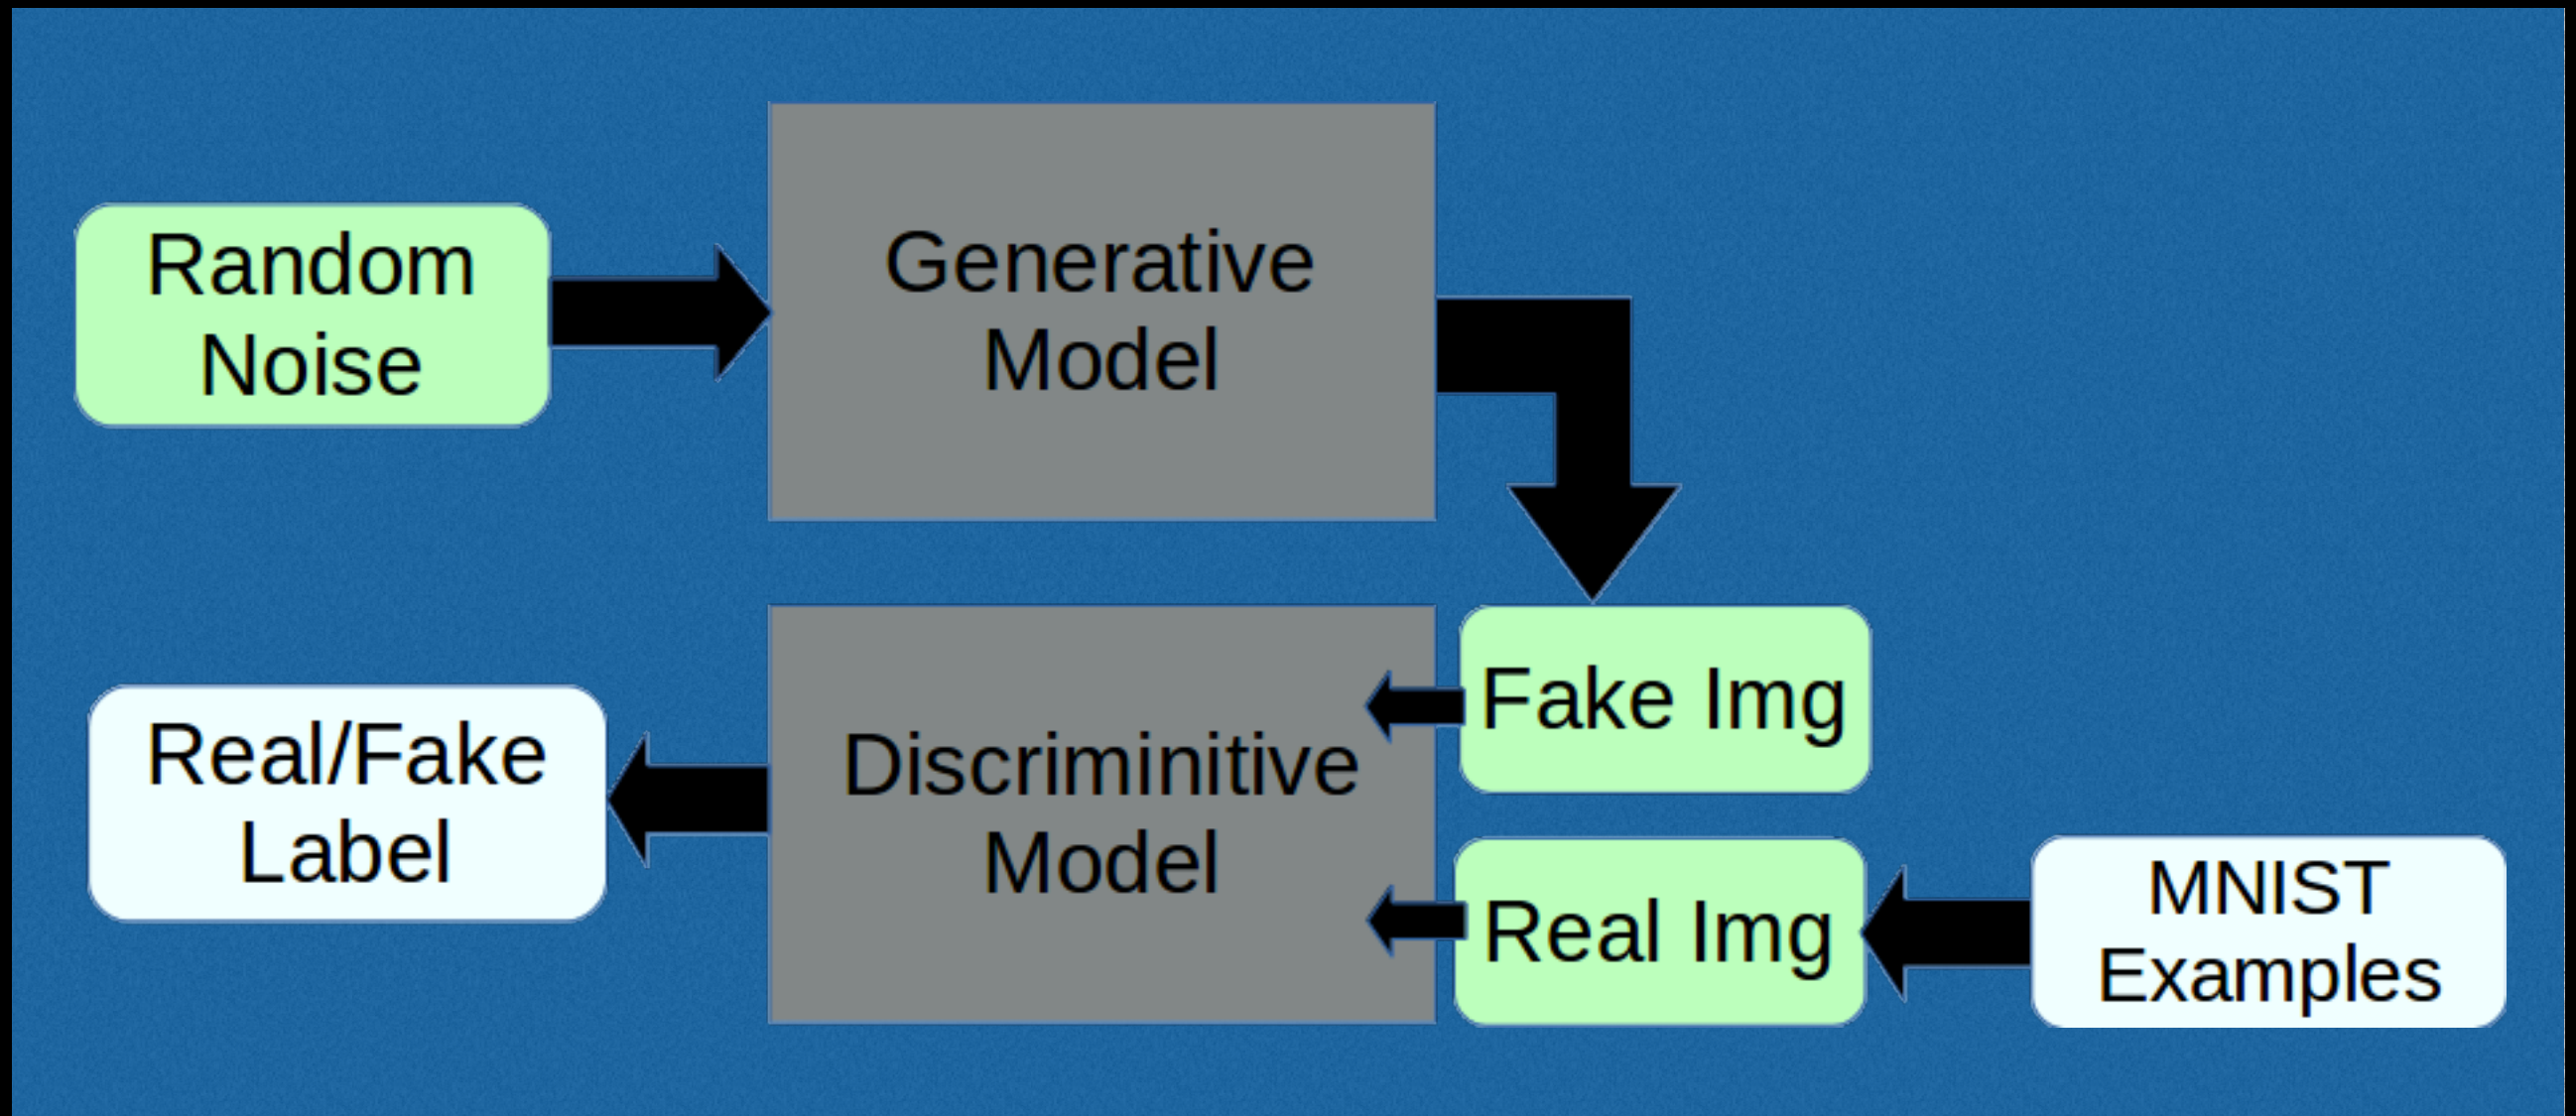 Random
Noise
Generative
Model
Fake Img
Discriminitive
Model
Real/Fake
Label
Real Img
MNIST
Examples